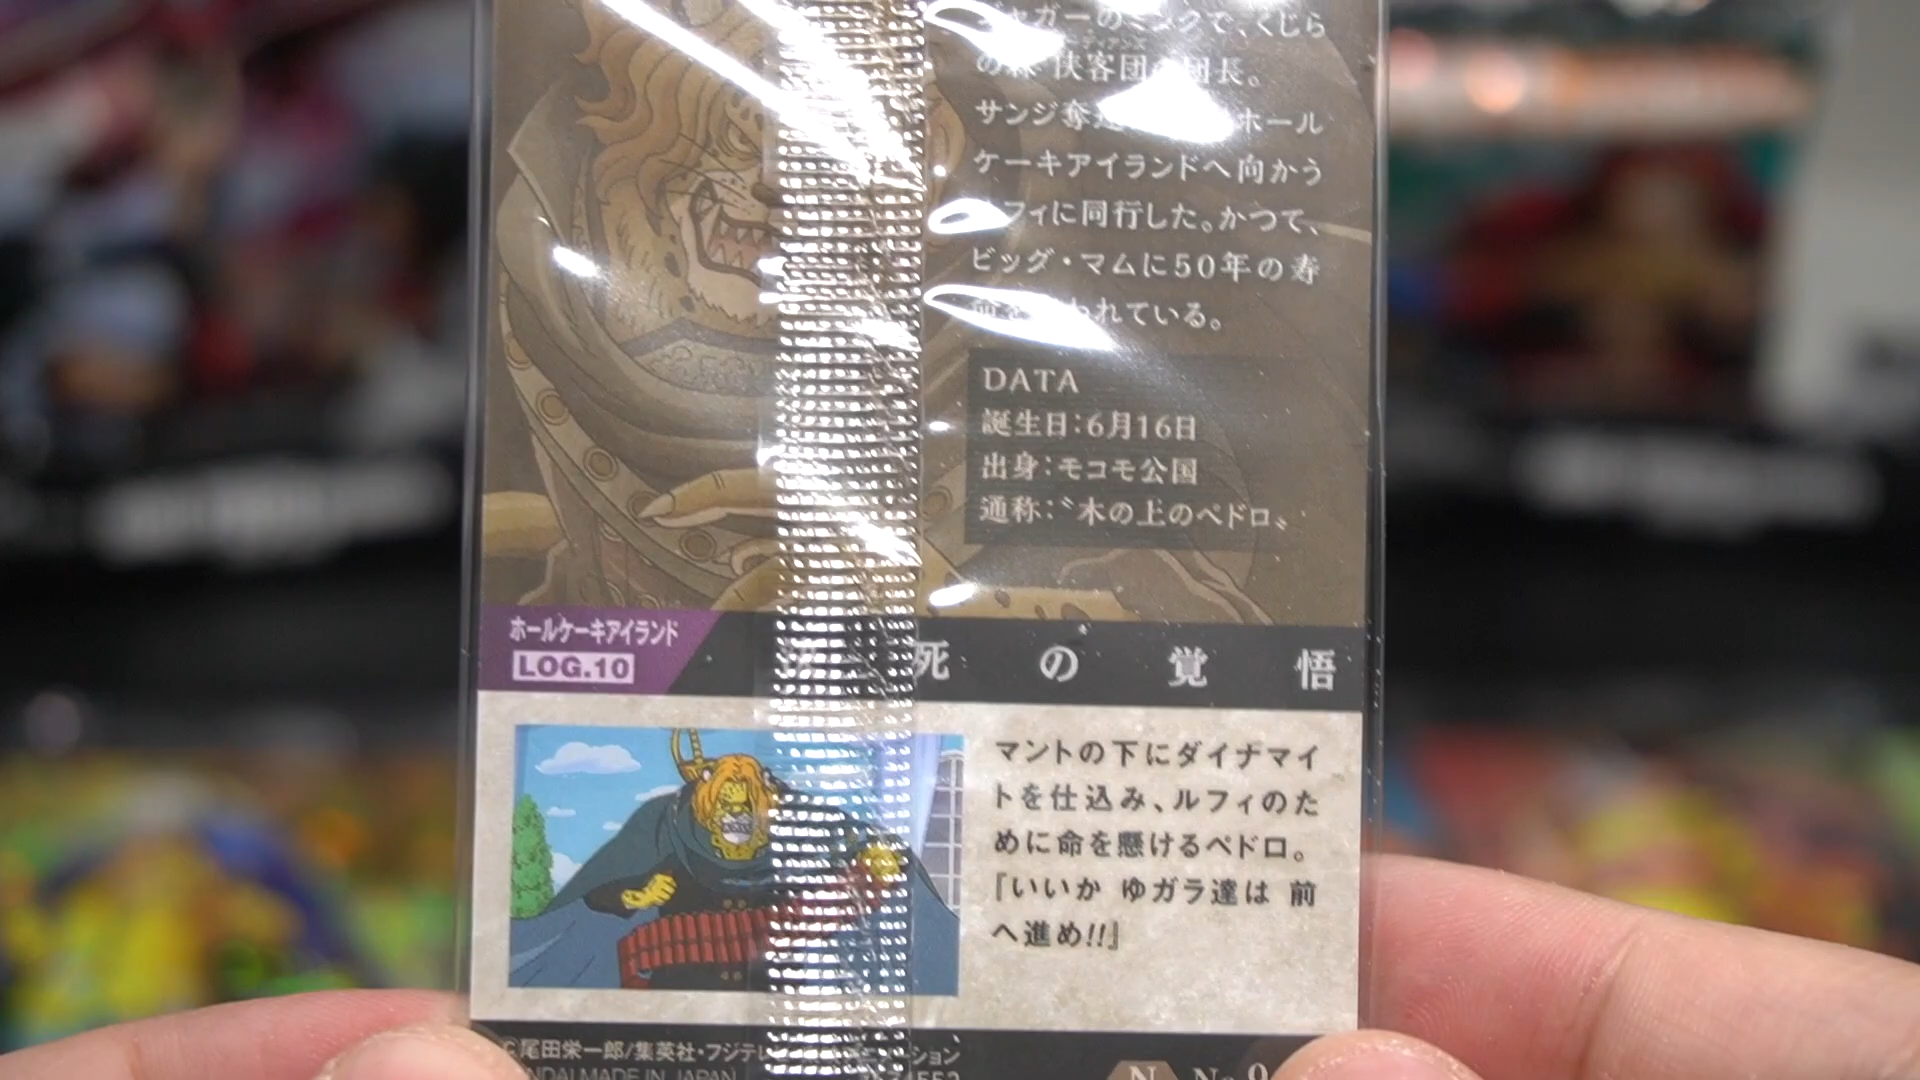 ジャガーのミンクで、くじら
の森 侠客団の団長。
サンジ奪還 ホール
ケーキアイランドへ向かう
ルフィに同行した。かつて、
ビッグ・マムに50年の寿
われている。
DATA
誕生日:6月16日
出身:モコモ公国
通称:〝木の上のペドロ〟
ホールケーキアイランド
LOG.10
死の覚悟
マントの下にダイナマイ
トを仕込み、ルフィのた
めに命を懸けるペドロ。
『いいか ゆガラ達は 前
へ進め!!』
©尾田栄一郎/集英社・フジテレ ーション
NDAI MADE IN JAPAN
N No.9